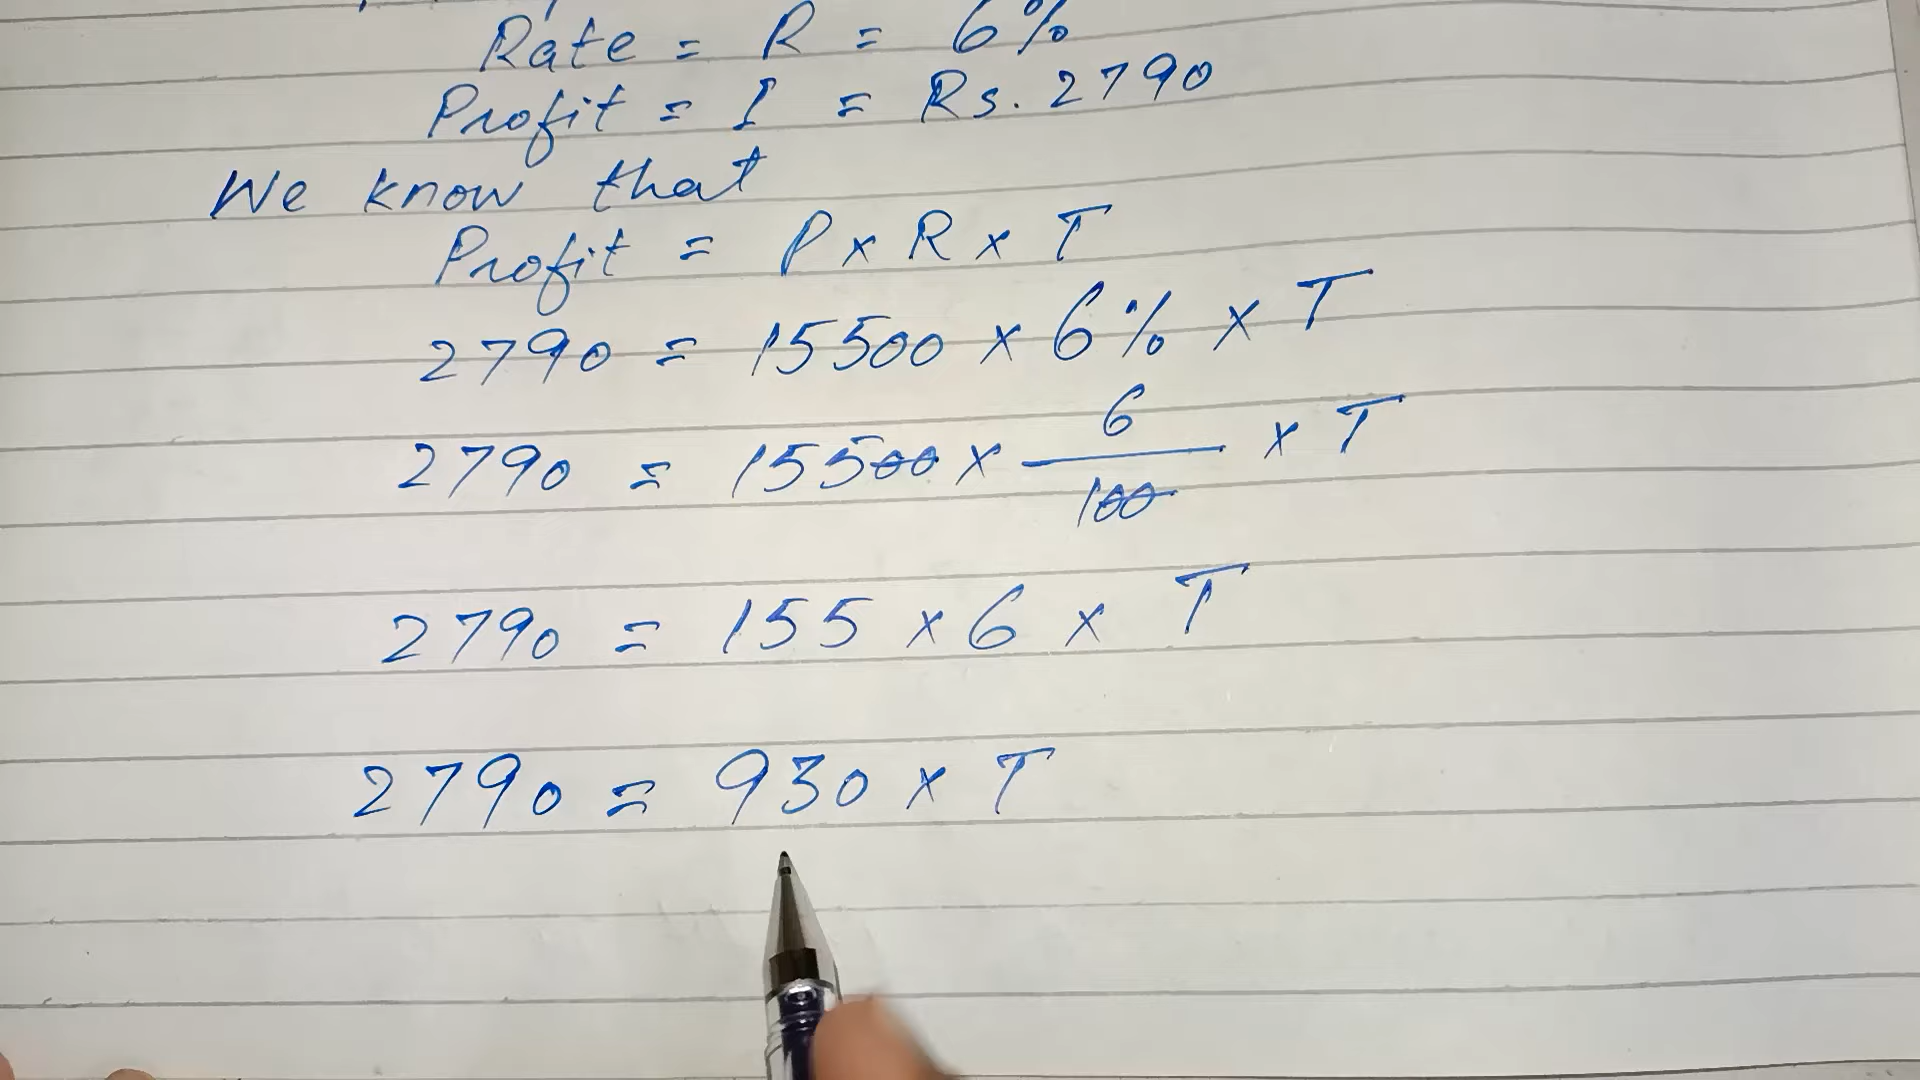 Rate = R = 6%
Profit = I = Rs. 2790
We know that
Profit = P × R × T
2790 = 15500 × 6% × T
2790 = 15500 × 6/100 × T
2790 = 155 × 6 × T
2790 = 930 × T